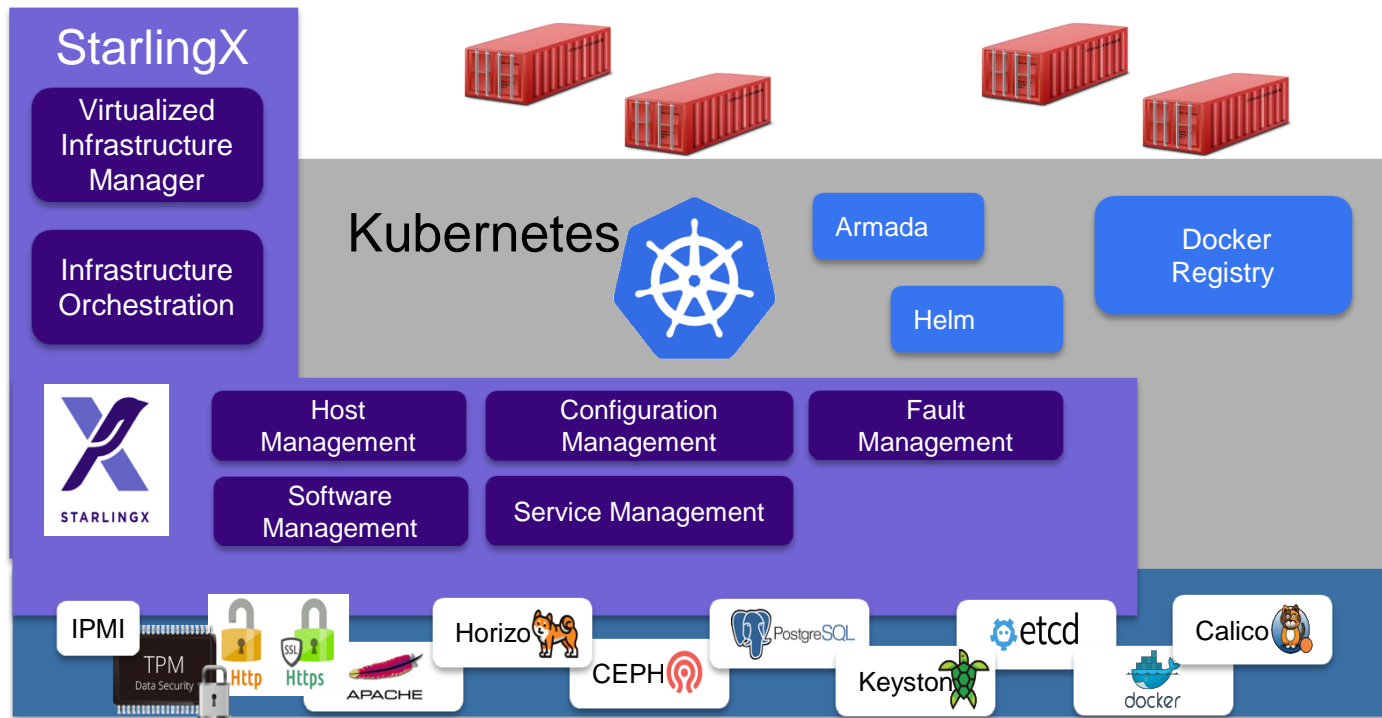 StarlingX
Virtualized
Infrastructure
Manager
Infrastructure
Orchestration
Kubernetes
Armada
Helm
Docker
Registry
STARLINGX
Host
Management
Configuration
Management
Fault
Management
Software
Management
Service Management
IPMI
TPM
Data Security
Http
SSL
Https
APACHE
Horizo
CEPH
PostgreSQL
Keyston
etcd
docker
Calico